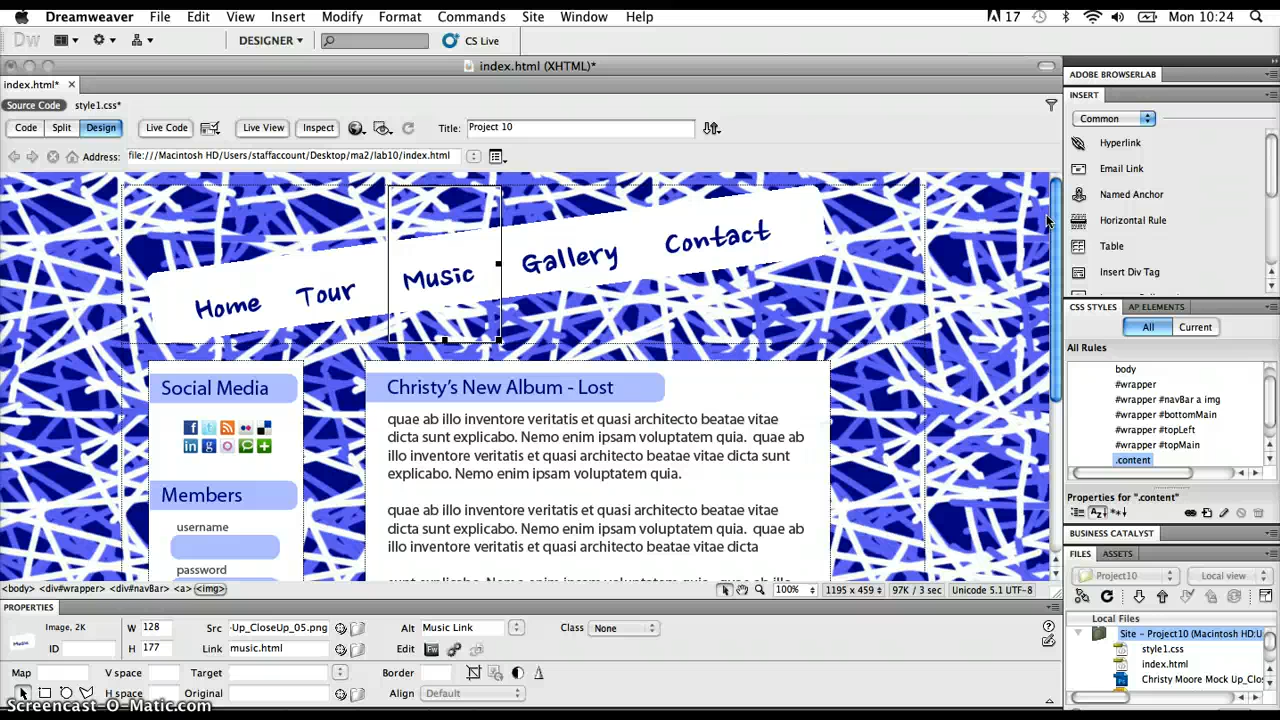 Dreamweaver File Edit View Insert Modify Format Commands Site Window Help 17 Mon 10:24
Dw DESIGNER CS Live
index.html (XHTML)*
index.html*
Source Code style1.css*
Code Split Design Live Code Live View Inspect Title: Project 10
Address: file:///Macintosh HD/Users/staffaccount/Desktop/ma2/lab10/index.html
Home Tour Music Gallery Contact
Social Media
Members
username
password
Christy's New Album - Lost
quae ab illo inventore veritatis et quasi architecto beatae vitae
dicta sunt explicabo. Nemo enim ipsam voluptatem quia. quae ab
illo inventore veritatis et quasi architecto beatae vitae dicta sunt
explicabo. Nemo enim ipsam voluptatem quia.
quae ab illo inventore veritatis et quasi architecto beatae vitae
dicta sunt explicabo. Nemo enim ipsam voluptatem quia. quae ab
illo inventore veritatis et quasi architecto beatae vitae dicta
<body> <div#wrapper> <div#navBar> <a> <img> 100% 1195 x 459 97K / 3 sec Unicode 5.1 UTF-8
PROPERTIES
Image, 2K W 128 Src -Up_CloseUp_05.png Alt Music Link Class None
ID H 177 Link music.html Edit
Map V space Target Border
H space Original Align Default
ADOBE BROWSERLAB
INSERT
Common
Hyperlink
Email Link
Named Anchor
Horizontal Rule
Table
Insert Div Tag
CSS STYLES AP ELEMENTS
All Current
All Rules
body
#wrapper
#wrapper #navBar a img
#wrapper #bottomMain
#wrapper #topLeft
#wrapper #topMain
.content
Properties for ".content"
BUSINESS CATALYST
FILES ASSETS
Project10 Local view
Local Files
Site - Project10 (Macintosh HD:U
style1.css
index.html
Christy Moore Mock Up_Clos
Screencast-O-Matic.com